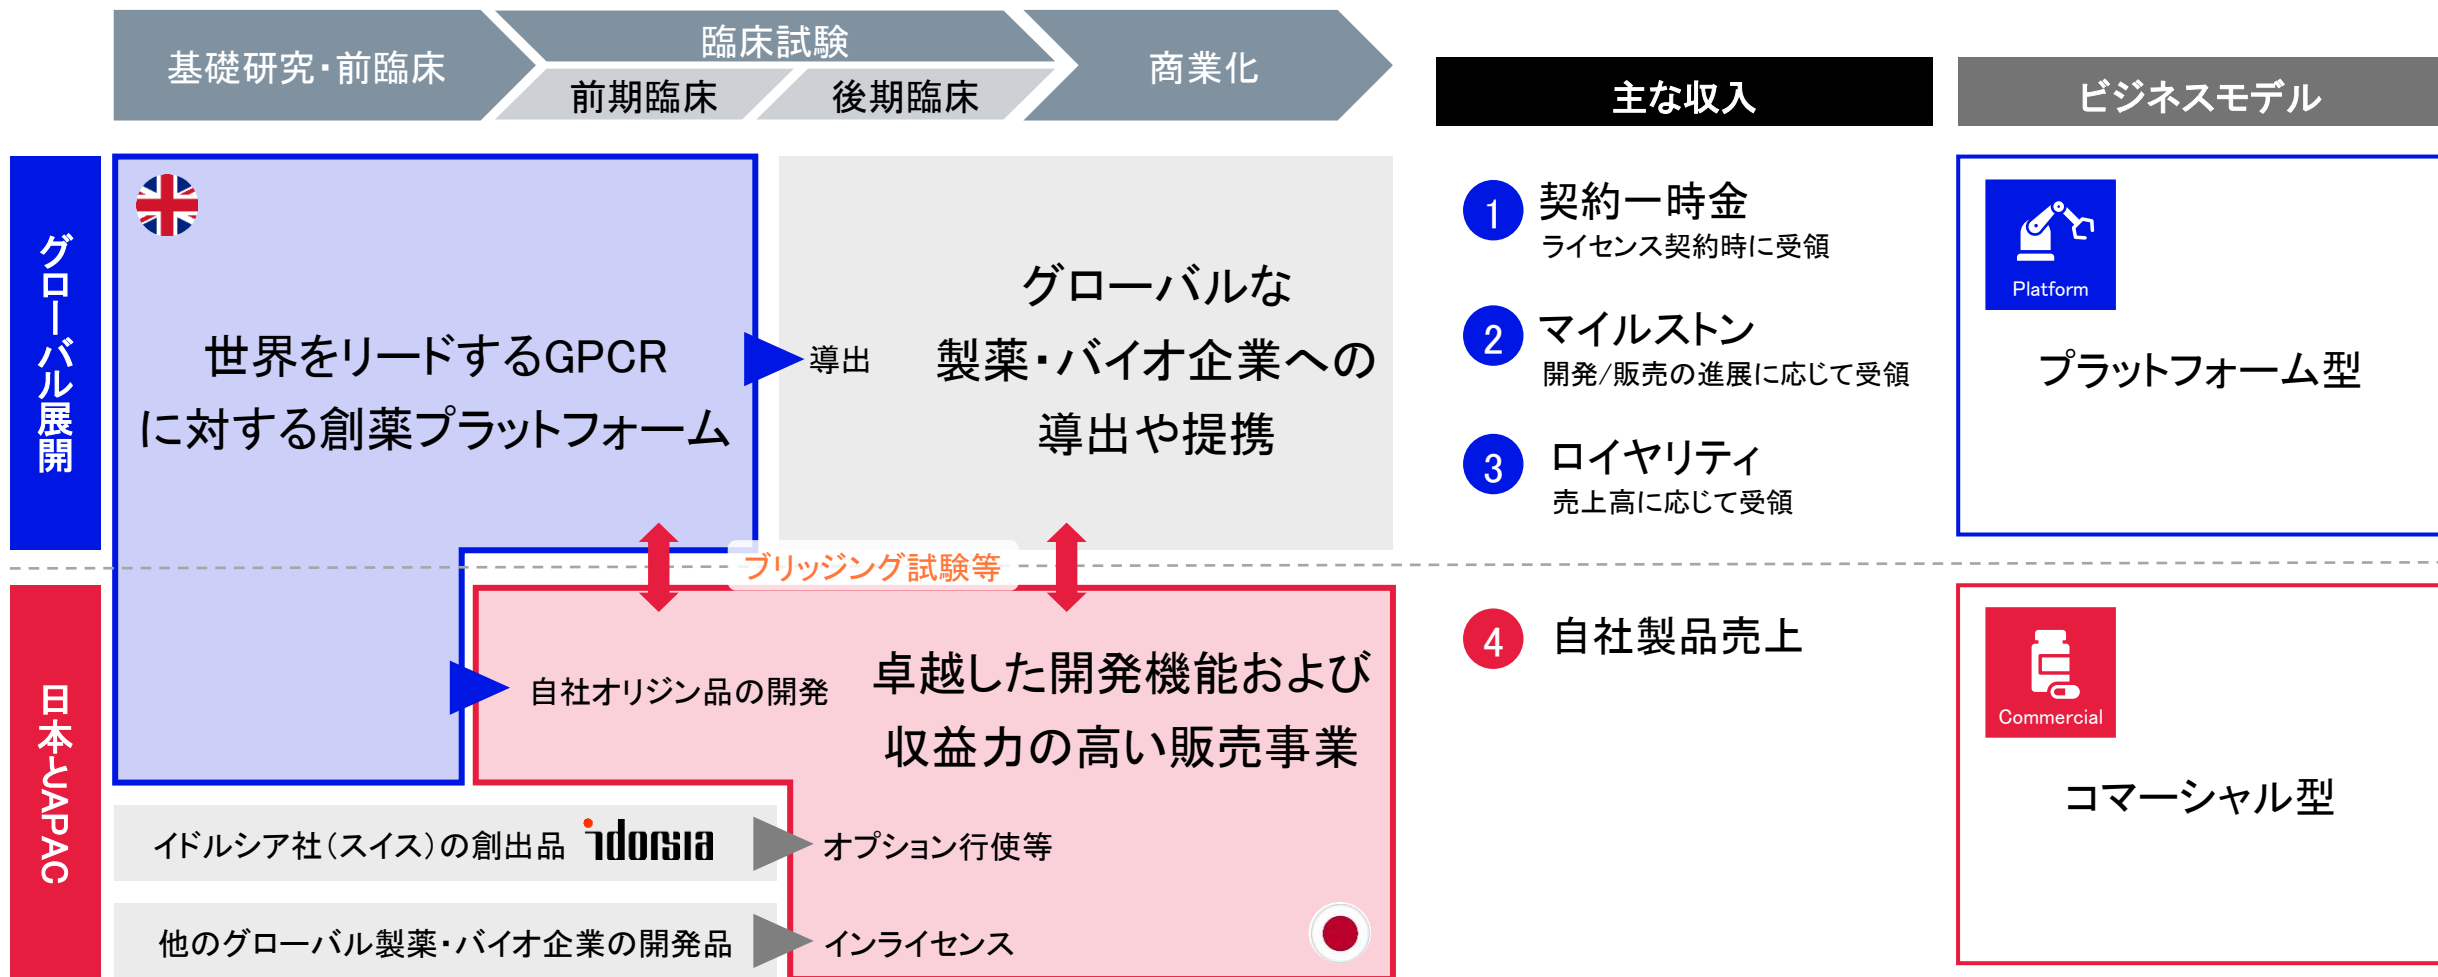 基礎研究・前臨床
臨床試験
前期臨床
後期臨床
商業化
主な収入
ビジネスモデル
グローバル展開
世界をリードするGPCR
に対する創薬プラットフォーム
導出
グローバルな
製薬・バイオ企業への
導出や提携
1
契約一時金
ライセンス契約時に受領
2
マイルストン
開発/販売の進展に応じて受領
3
ロイヤリティ
売上高に応じて受領
Platform
プラットフォーム型
ブリッジング試験等
日本とAPAC
自社オリジン品の開発
卓越した開発機能および
収益力の高い販売事業
4
自社製品売上
Commercial
コマーシャル型
イドルシア社(スイス)の創出品
idorsia
オプション行使等
他のグローバル製薬・バイオ企業の開発品
インライセンス